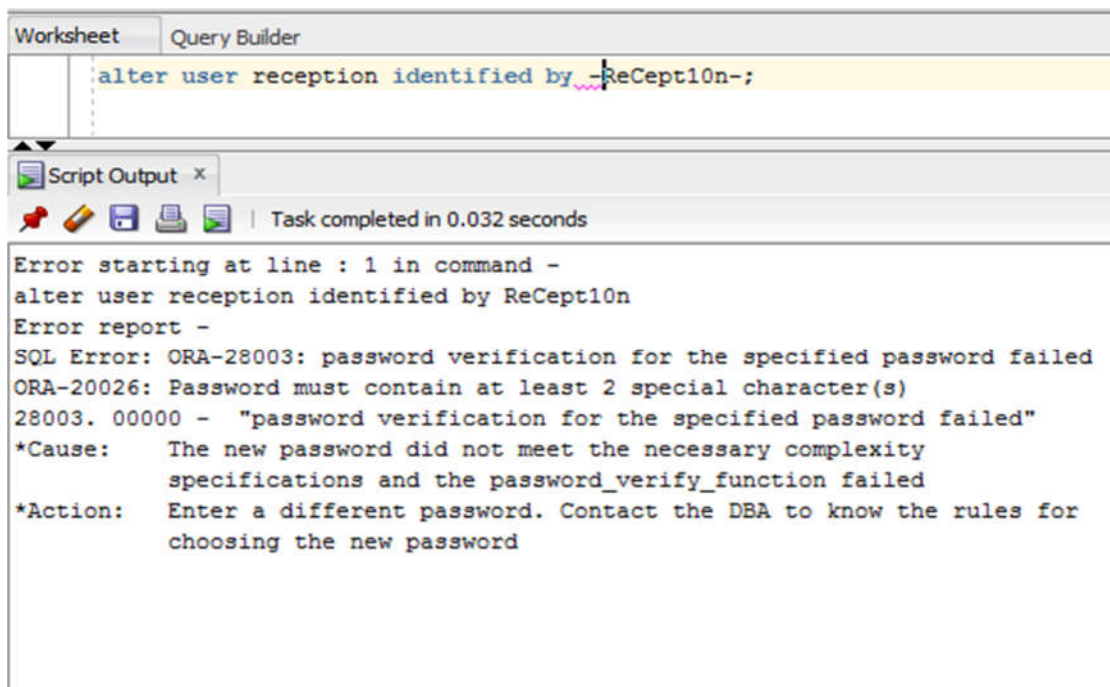 Worksheet
Query Builder
alter user reception identified by -ReCept10n-;
Script Output x
Task completed in 0.032 seconds
Error starting at line : 1 in command -
alter user reception identified by ReCept10n
Error report -
SQL Error: ORA-28003: password verification for the specified password failed
ORA-20026: Password must contain at least 2 special character(s)
28003. 00000 -  "password verification for the specified password failed"
*Cause:    The new password did not meet the necessary complexity
           specifications and the password_verify_function failed
*Action:   Enter a different password. Contact the DBA to know the rules for
           choosing the new password